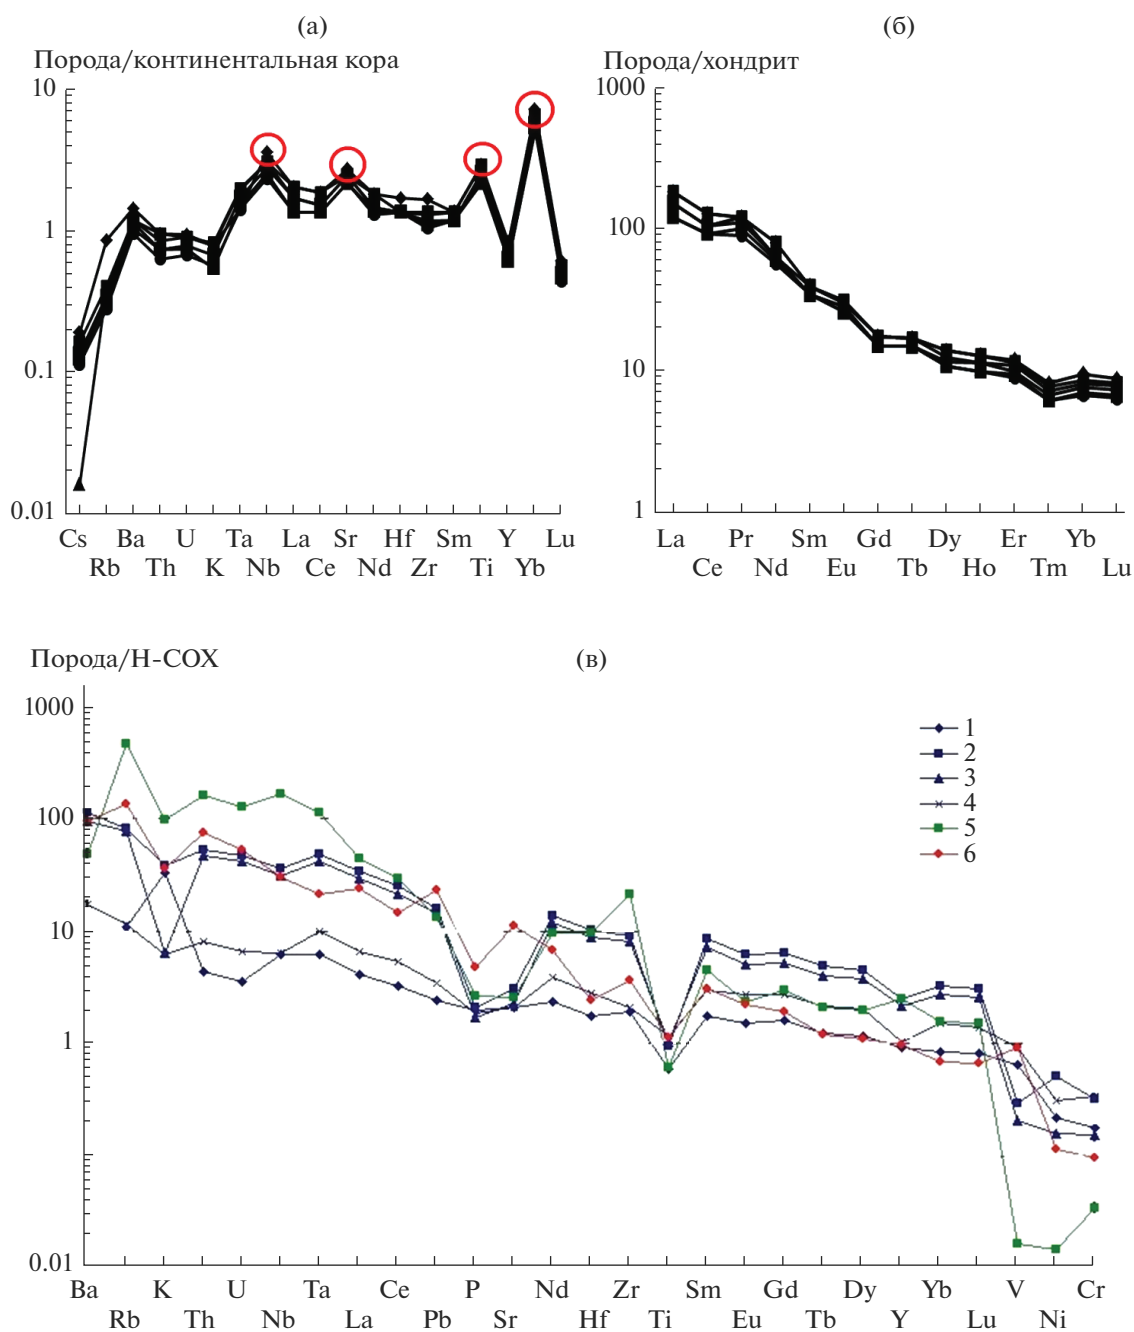 (а)
Порода/континентальная кора
10
1
0.1
0.01
Cs Ba U Ta La Sr Hf Sm Y Lu
Rb Th K Nb Ce Nd Zr Ti Yb
(б)
Порода/хондрит
1000
100
10
1
La Pr Sm Gd Dy Er Yb
Ce Nd Eu Tb Ho Tm Lu
(в)
Порода/Н-СОХ
1000
100
10
1
0.01
1
2
3
4
5
6
Ba K U Ta Ce P Nd Zr Sm Gd Dy Yb V Cr
Rb Th Nb La Pb Sr Hf Ti Eu Tb Y Lu Ni